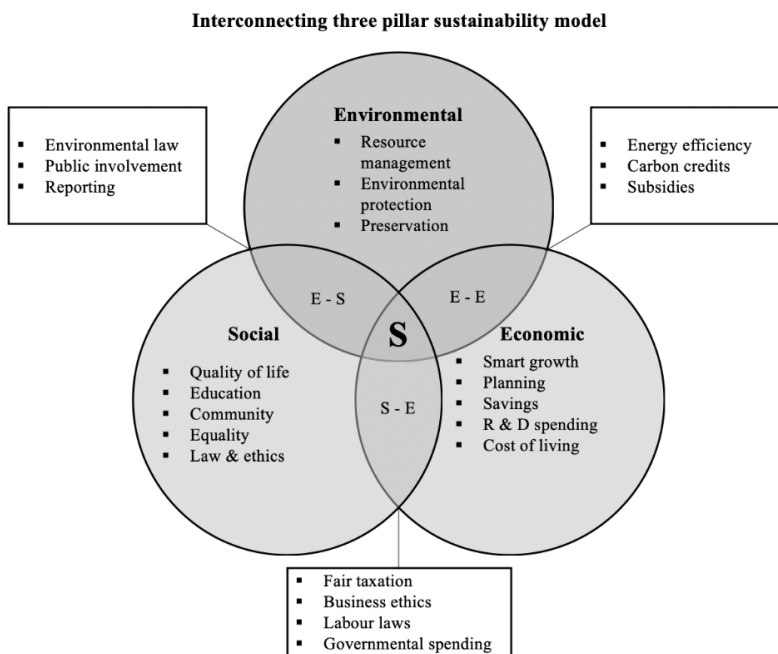 Interconnecting three pillar sustainability model
Environmental
▪ Resource
management
▪ Environmental
protection
▪ Preservation
▪ Environmental law
▪ Public involvement
▪ Reporting
▪ Energy efficiency
▪ Carbon credits
▪ Subsidies
E - S
E - E
S
S - E
Social
▪ Quality of life
▪ Education
▪ Community
▪ Equality
▪ Law & ethics
Economic
▪ Smart growth
▪ Planning
▪ Savings
▪ R & D spending
▪ Cost of living
▪ Fair taxation
▪ Business ethics
▪ Labour laws
▪ Governmental spending